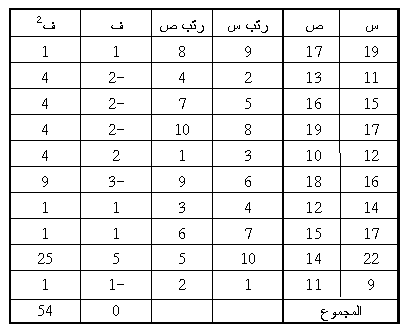 س ص رتب س رتب ص ف ف²
19 17 9 8 1 1
11 13 2 4 2- 4
15 16 5 7 2- 4
17 19 8 10 2- 4
12 10 3 1 2 4
16 18 6 9 3- 9
14 12 4 3 1 1
17 15 7 6 1 1
22 14 10 5 5 25
9 11 1 2 1- 1
المجموع 0 54